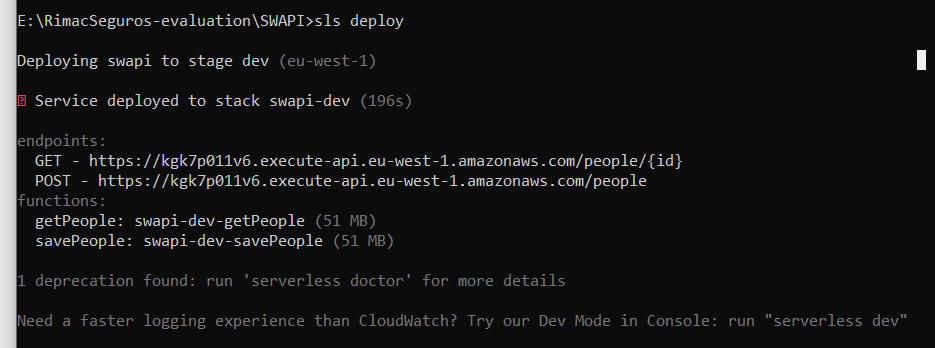 E:\RimacSeguros-evaluation\SWAPI>sls deploy
Deploying swapi to stage dev (eu-west-1)
Service deployed to stack swapi-dev (196s)
endpoints:
GET - https://kgk7p011v6.execute-api.eu-west-1.amazonaws.com/people/{id}
POST - https://kgk7p011v6.execute-api.eu-west-1.amazonaws.com/people
functions:
getPeople: swapi-dev-getPeople (51 MB)
savePeople: swapi-dev-savePeople (51 MB)
1 deprecation found: run 'serverless doctor' for more details
Need a faster logging experience than CloudWatch? Try our Dev Mode in Console: run "serverless dev"